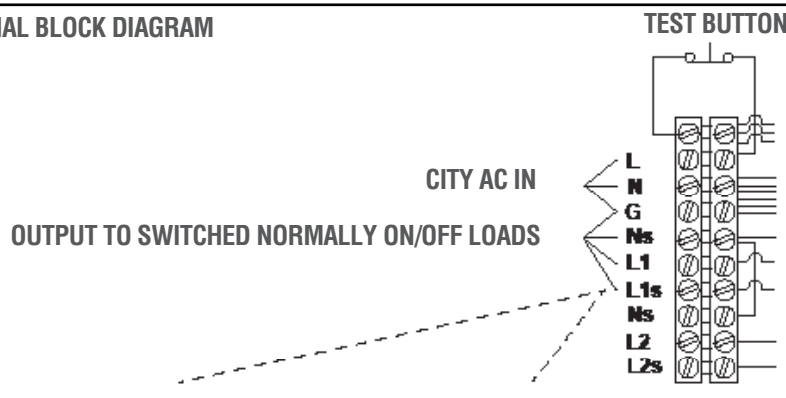 NAL BLOCK DIAGRAM
TEST BUTTON
L
CITY AC IN
N
G
OUTPUT TO SWITCHED NORMALLY ON/OFF LOADS
Ns
L1
L1s
Ns
L2
L2s